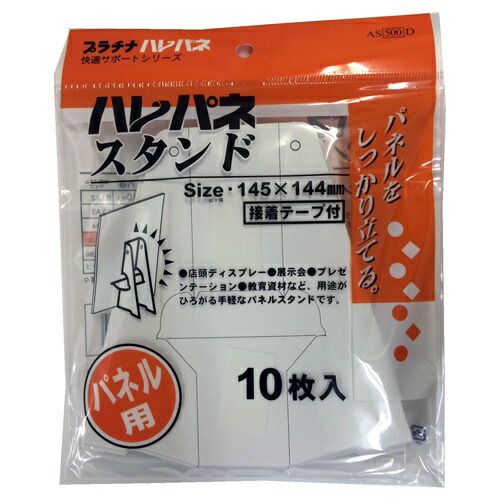 プラチナ ハレパネ
快適サポートシリーズ
AS 500 D
ハレパネ
スタンド
Size・145×144mm
縦×横
接着テープ付
パネルを
しっかり立てる。
●店頭ディスプレー●展示会●プレゼ
ンテーション●教育資材など、用途が
ひろがる手軽なパネルスタンドです。
パネル
用
10枚入